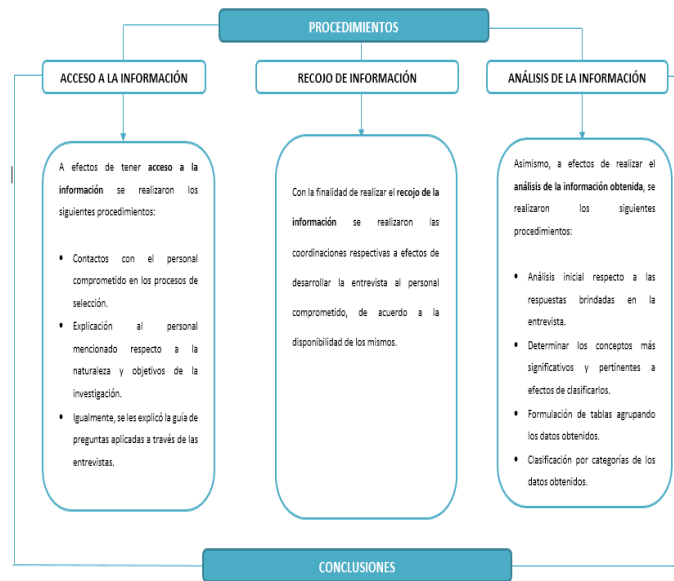 PROCEDIMIENTOS
ACCESO A LA INFORMACIÓN
RECOJO DE INFORMACIÓN
ANÁLISIS DE LA INFORMACIÓN
A efectos de tener acceso a la
información se realizaron los
siguientes procedimientos:
• Contactos con el personal
comprometido en los procesos de
selección.
• Explicación al personal
mencionado respecto a la
naturaleza y objetivos de la
investigación.
• Igualmente, se les explicó la guía de
preguntas aplicadas a través de las
entrevistas.
Con la finalidad de realizar el recojo de la
información se realizaron las
coordinaciones respectivas a efectos de
desarrollar la entrevista al personal
comprometido, de acuerdo a la
disponibilidad de los mismos.
Asimismo, a efectos de realizar el
análisis de la información obtenida, se
realizaron los siguientes
procedimientos:
• Análisis inicial respecto a las
respuestas brindadas en la
entrevista.
• Determinar los conceptos más
significativos y pertinentes a
efectos de clasificarlos.
• Formulación de tablas agrupando
los datos obtenidos.
• Clasificación por categorías de los
datos obtenidos.
CONCLUSIONES